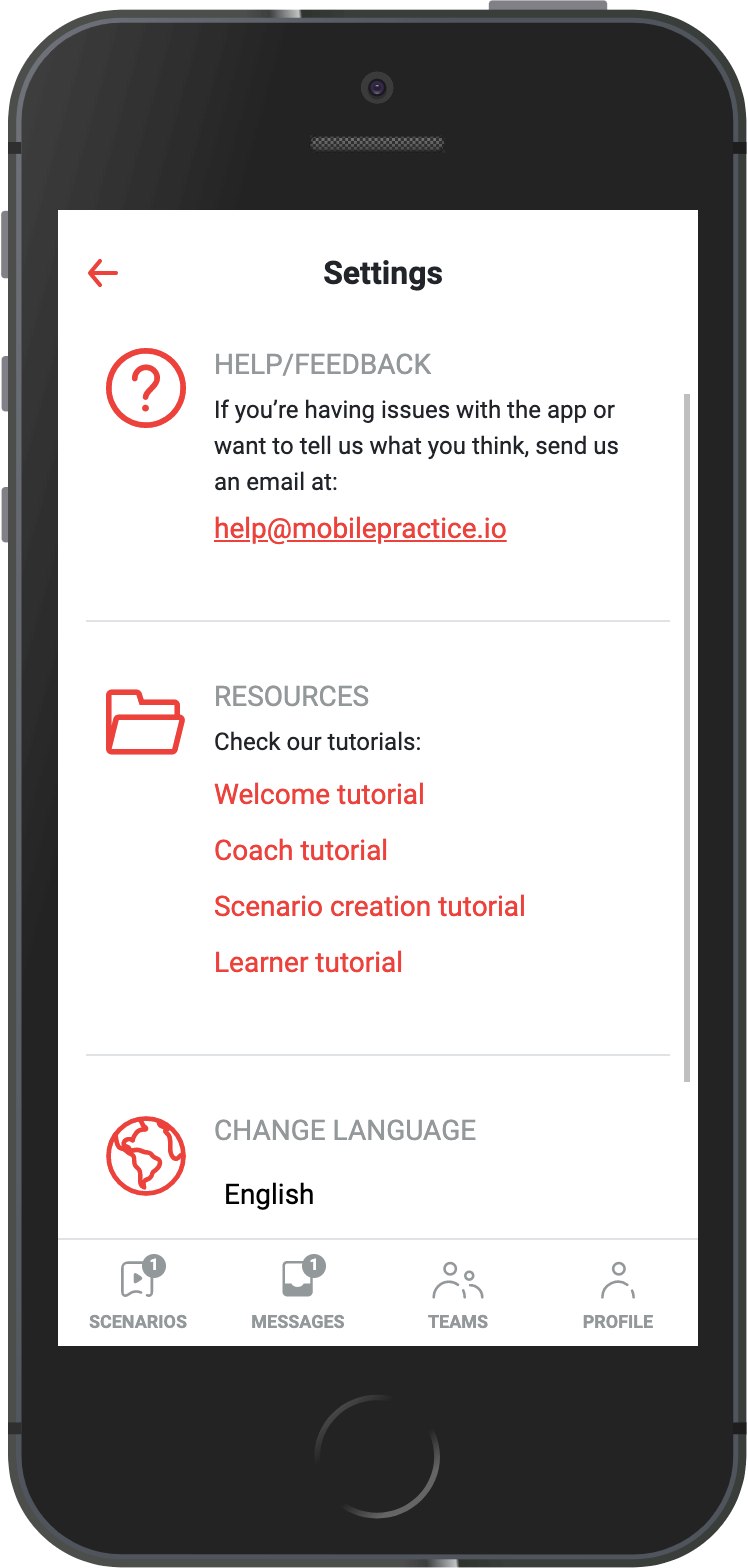 Settings
HELP/FEEDBACK
If you’re having issues with the app or
want to tell us what you think, send us
an email at:
help@mobilepractice.io
RESOURCES
Check our tutorials:
Welcome tutorial
Coach tutorial
Scenario creation tutorial
Learner tutorial
CHANGE LANGUAGE
English
1 1
SCENARIOS MESSAGES TEAMS PROFILE